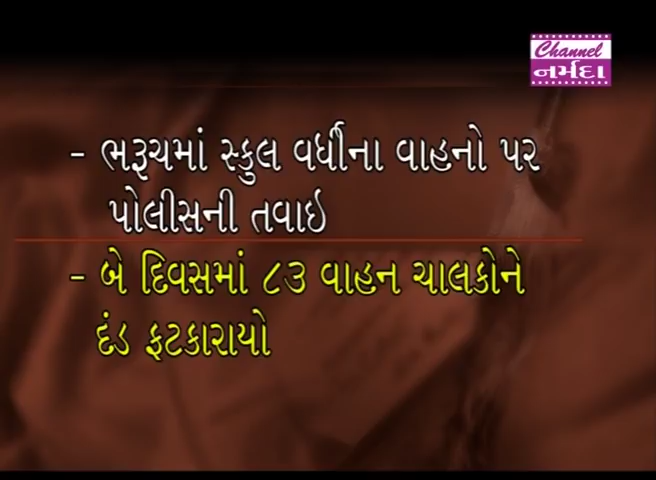 Channel
નર્મદા
- ભરૂચમાં સ્કુલ વર્ધીના વાહનો પર
પોલીસની તવાઇ
- બે દિવસમાં ૮૩ વાહન ચાલકોને
દંડ ફટકારાયો